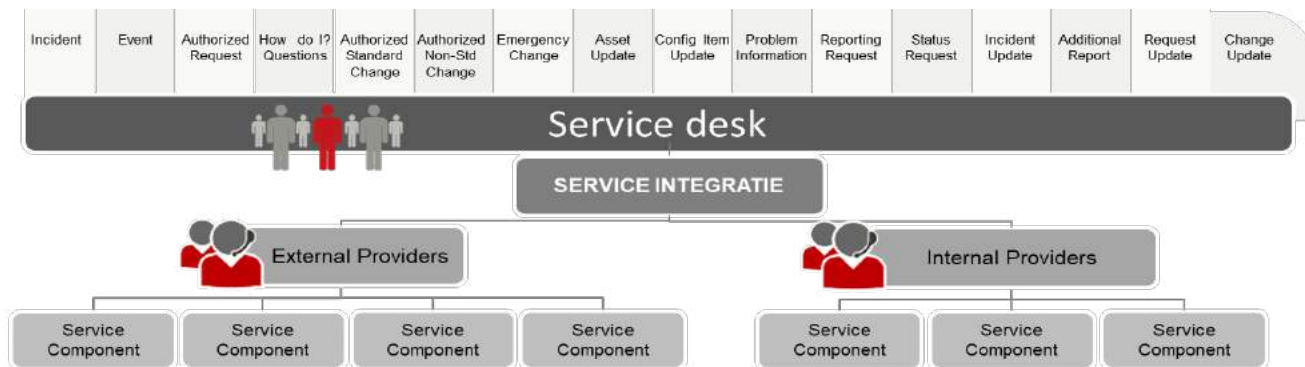 Incident
Event
Authorized
Request
How do I?
Questions
Authorized
Standard
Change
Authorized
Non-Std
Change
Emergency
Change
Asset
Update
Config Item
Update
Problem
Information
Reporting
Request
Status
Request
Incident
Update
Additional
Report
Request
Update
Change
Update
Service desk
SERVICE INTEGRATIE
External Providers
Internal Providers
Service
Component
Service
Component
Service
Component
Service
Component
Service
Component
Service
Component
Service
Component